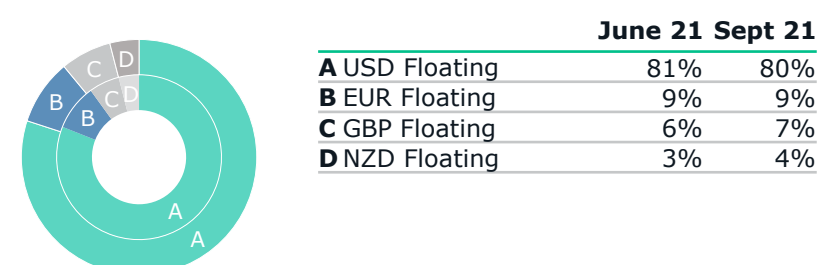 June 21 Sept 21
A USD Floating 81% 80%
B EUR Floating 9% 9%
C GBP Floating 6% 7%
D NZD Floating 3% 4%
D
C
B
C D
B
A
A